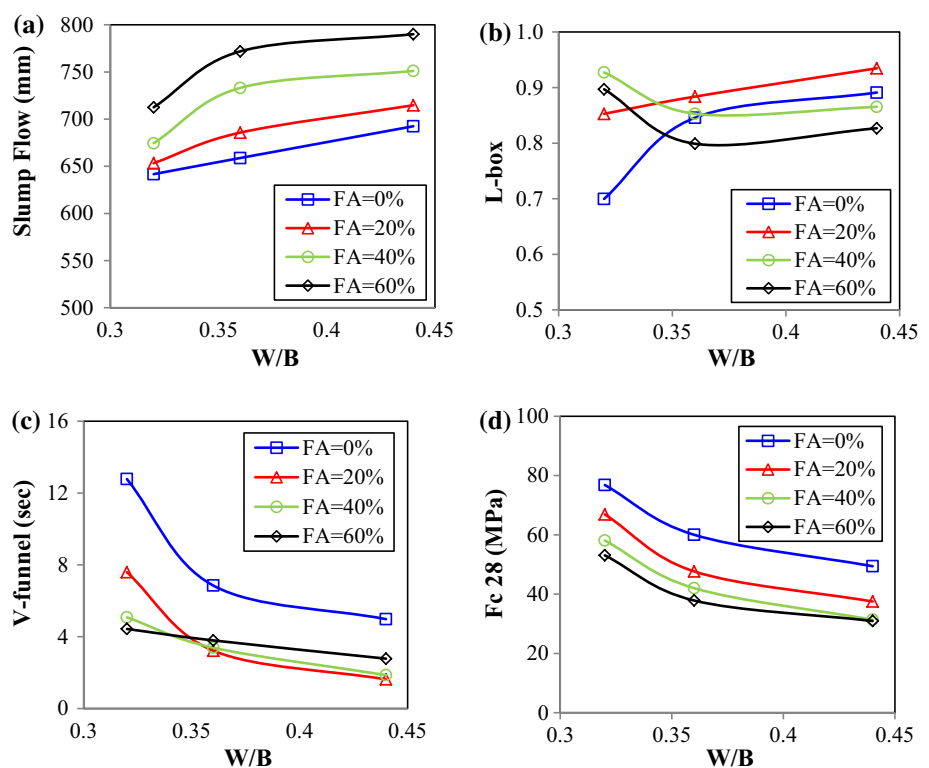 (a)
Slump Flow (mm)
800
750
700
650
600
550
500
FA=0%
FA=20%
FA=40%
FA=60%
0.3 0.35 0.4 0.45
W/B
(b)
L-box
1.0
0.9
0.8
0.7
0.6
0.5
FA=0%
FA=20%
FA=40%
FA=60%
0.3 0.35 0.4 0.45
W/B
(c)
V-funnel (sec)
16
12
8
4
0
FA=0%
FA=20%
FA=40%
FA=60%
0.3 0.35 0.4 0.45
W/B
(d)
Fc 28 (MPa)
100
80
60
40
20
0
FA=0%
FA=20%
FA=40%
FA=60%
0.3 0.35 0.4 0.45
W/B